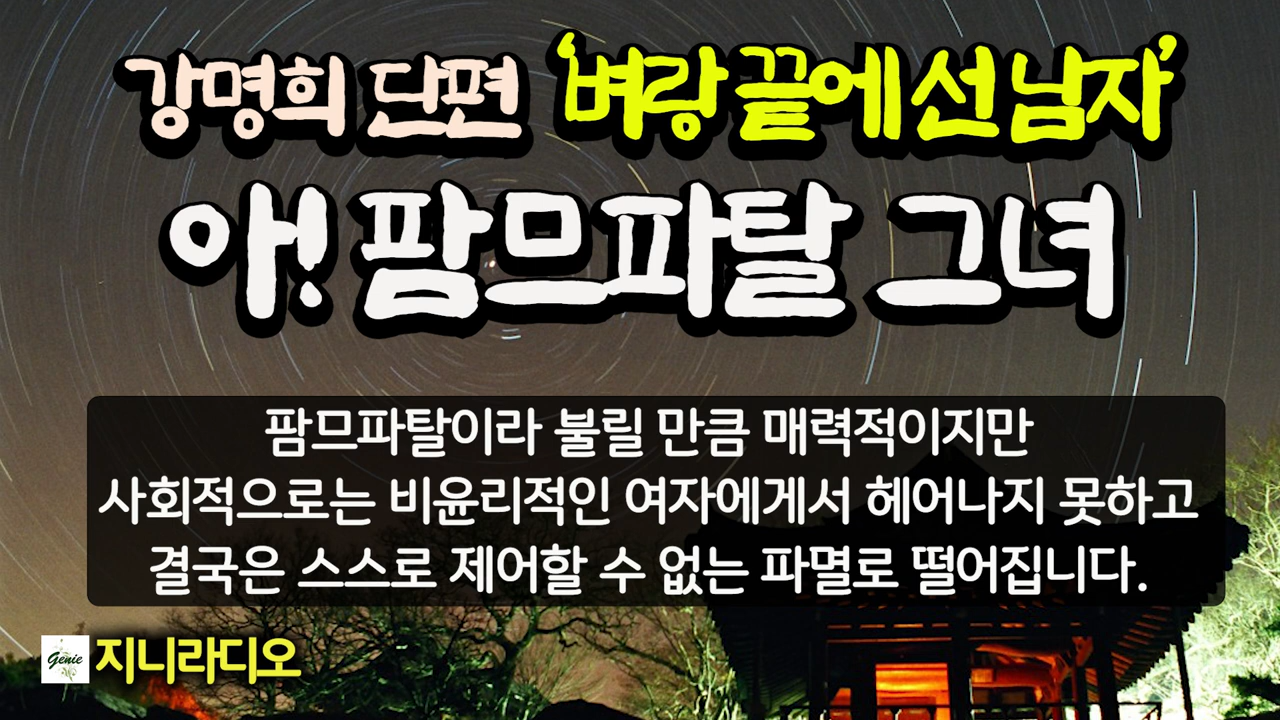 강명희 단편 '벼랑 끝에 선 남자'
아! 팜므파탈 그녀
팜므파탈이라 불릴 만큼 매력적이지만
사회적으로는 비윤리적인 여자에게서 헤어나지 못하고
결국은 스스로 제어할 수 없는 파멸로 떨어집니다.
Genie 지니라디오